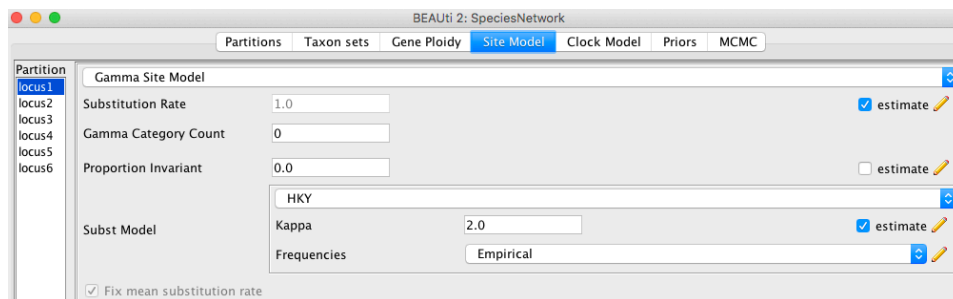 BEAUti 2: SpeciesNetwork
Partitions Taxon sets Gene Ploidy Site Model Clock Model Priors MCMC
Partition
locus1
locus2
locus3
locus4
locus5
locus6
Gamma Site Model
Substitution Rate 1.0 estimate
Gamma Category Count 0
Proportion Invariant 0.0 estimate
Subst Model
HKY
Kappa 2.0 estimate
Frequencies Empirical
Fix mean substitution rate